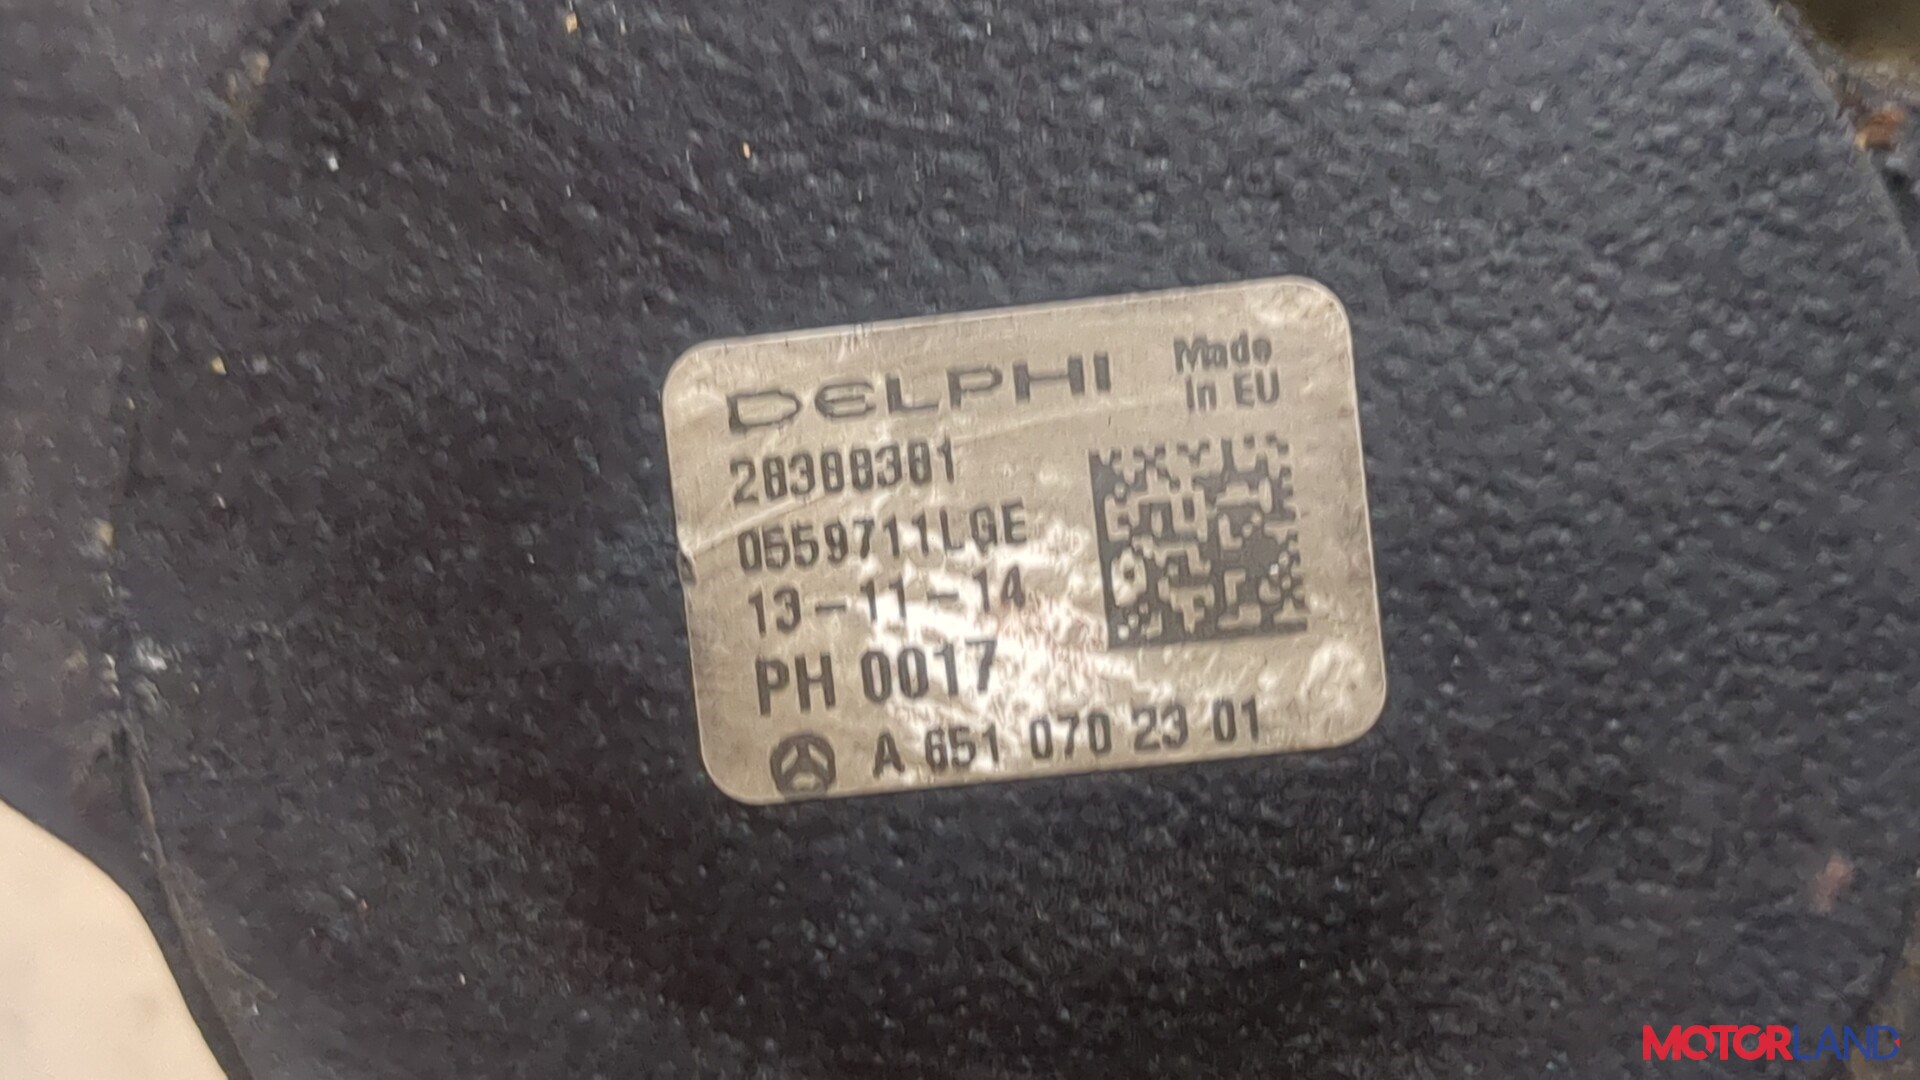 DELPHI
Made
In EU
28388381
0559711LGE
13-11-14
PH 0017
A 651 070 23 01
MOTORLAND